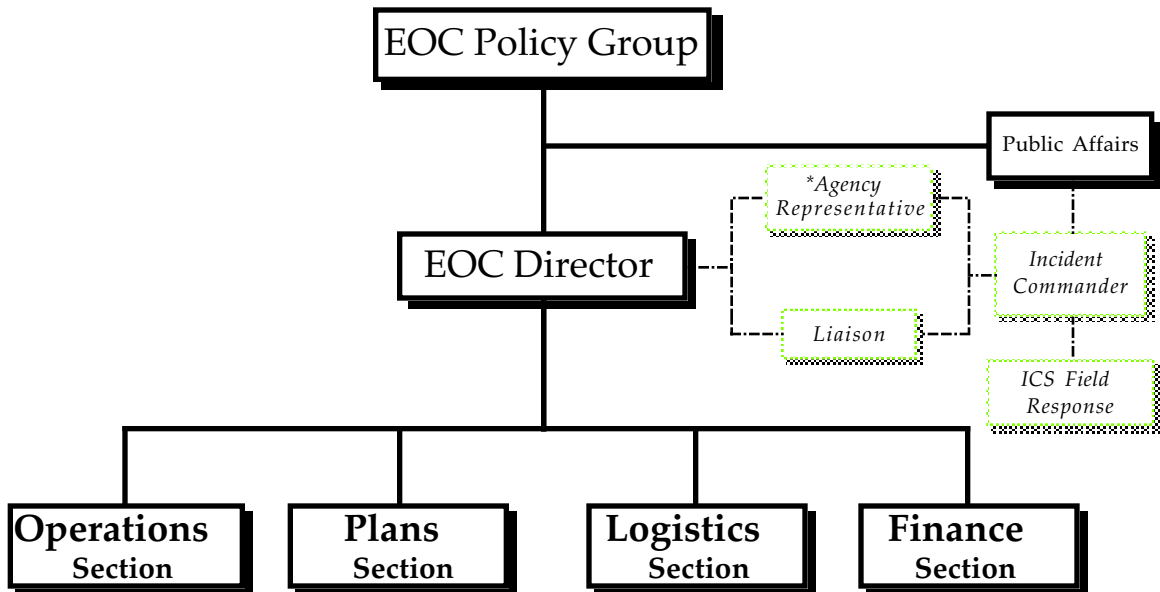 EOC Policy Group
Public Affairs
*Agency
Representative
EOC Director
Incident
Commander
Liaison
ICS Field
Response
Operations
Section
Plans
Section
Logistics
Section
Finance
Section